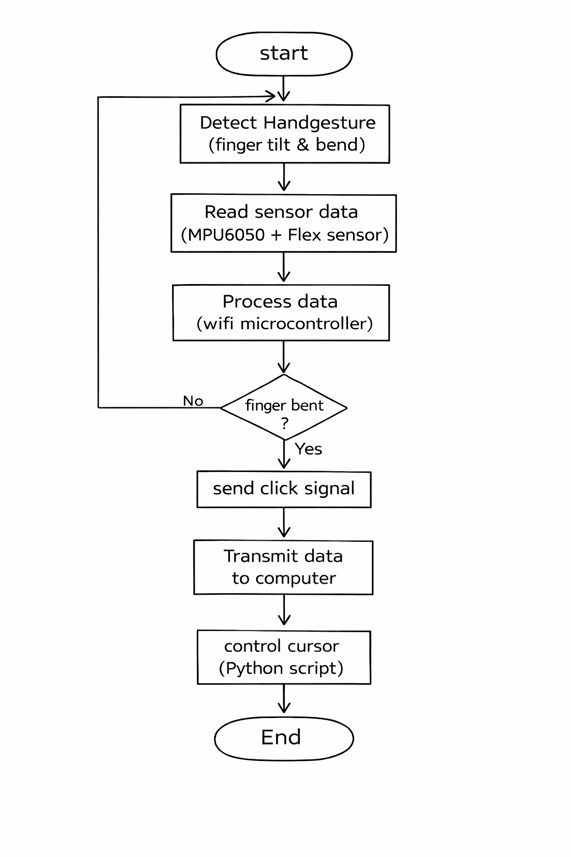 start
Detect Handgesture
(finger tilt & bend)
Read sensor data
(MPU6050 + Flex sensor)
Process data
(wifi microcontroller)
No
finger bent
?
Yes
send click signal
Transmit data
to computer
control cursor
(Python script)
End